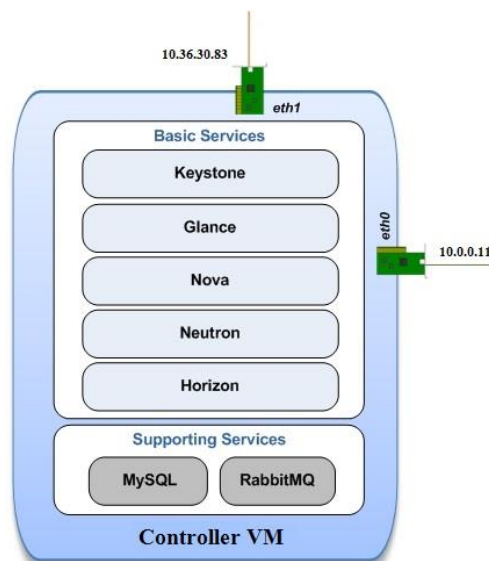 10.36.30.83
eth1
Basic Services
Keystone
Glance
eth0
Nova
10.0.0.11
Neutron
Horizon
Supporting Services
MySQL
RabbitMQ
Controller VM